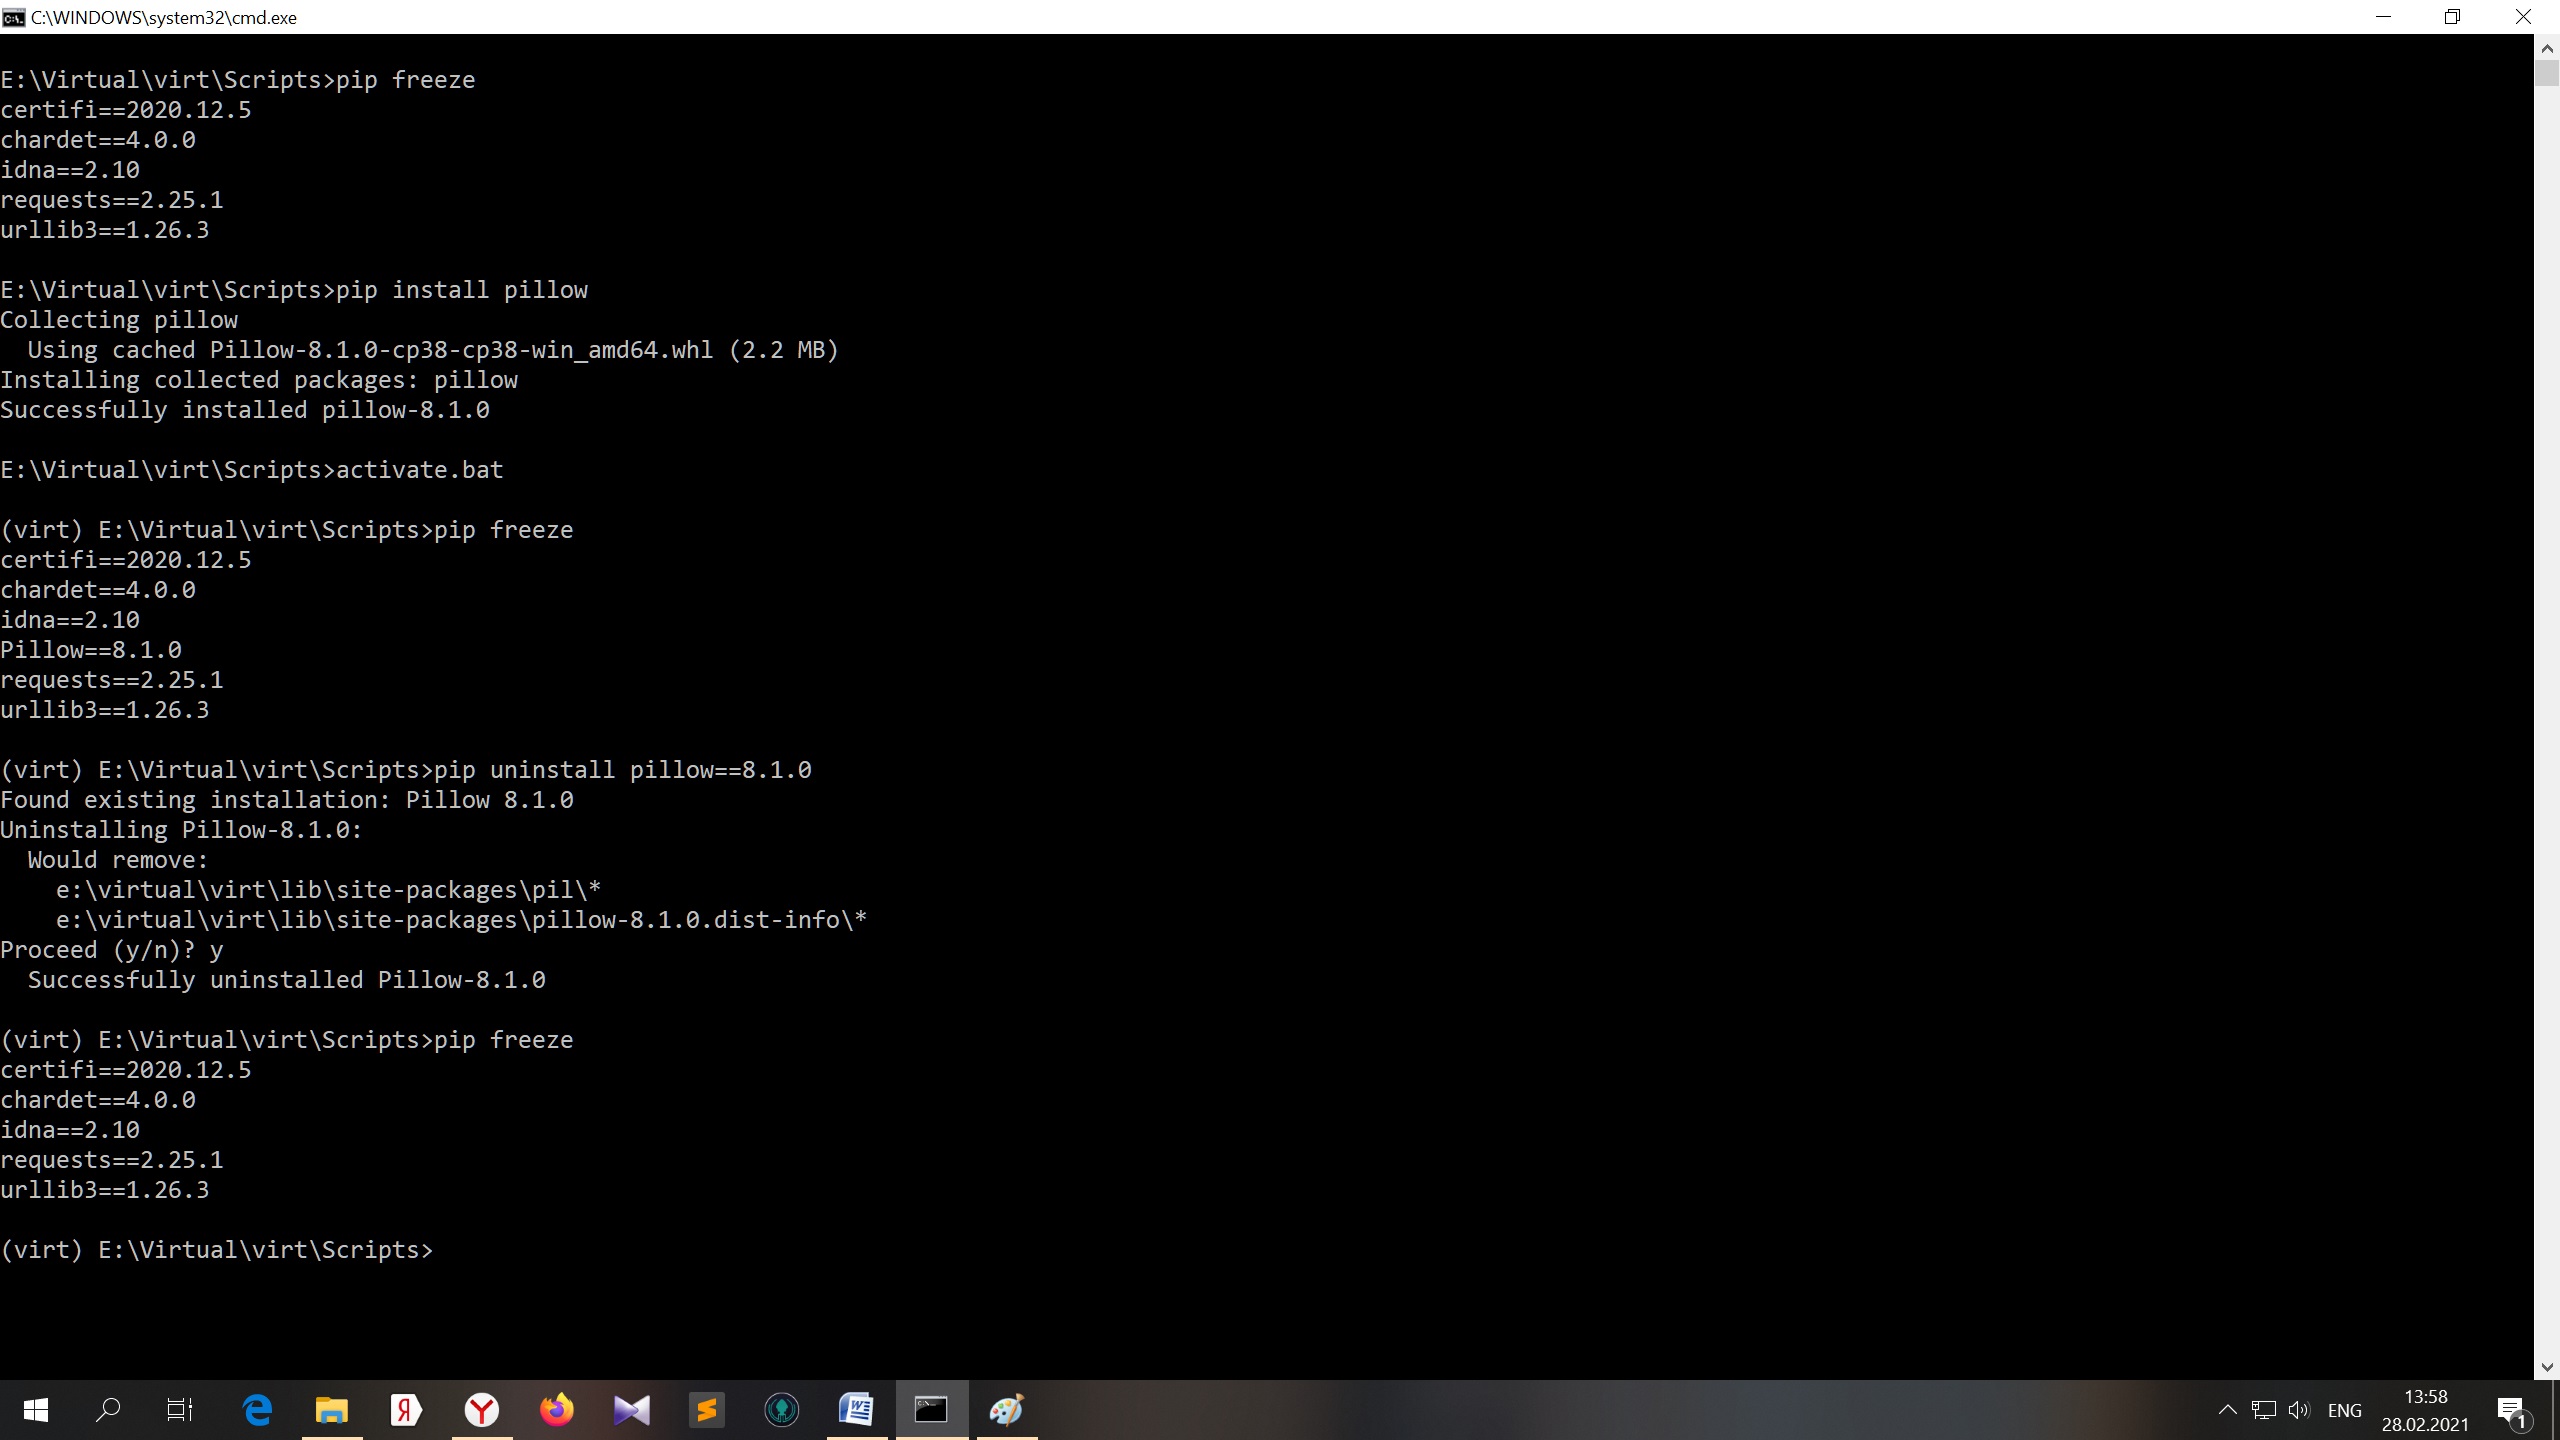 C:\WINDOWS\system32\cmd.exe
E:\Virtual\virt\Scripts>pip freeze
certifi==2020.12.5
chardet==4.0.0
idna==2.10
requests==2.25.1
urllib3==1.26.3
E:\Virtual\virt\Scripts>pip install pillow
Collecting pillow
  Using cached Pillow-8.1.0-cp38-cp38-win_amd64.whl (2.2 MB)
Installing collected packages: pillow
Successfully installed pillow-8.1.0
E:\Virtual\virt\Scripts>activate.bat
(virt) E:\Virtual\virt\Scripts>pip freeze
certifi==2020.12.5
chardet==4.0.0
idna==2.10
Pillow==8.1.0
requests==2.25.1
urllib3==1.26.3
(virt) E:\Virtual\virt\Scripts>pip uninstall pillow==8.1.0
Found existing installation: Pillow 8.1.0
Uninstalling Pillow-8.1.0:
  Would remove:
    e:\virtual\virt\lib\site-packages\pil\*
    e:\virtual\virt\lib\site-packages\pillow-8.1.0.dist-info\*
Proceed (y/n)? y
  Successfully uninstalled Pillow-8.1.0
(virt) E:\Virtual\virt\Scripts>pip freeze
certifi==2020.12.5
chardet==4.0.0
idna==2.10
requests==2.25.1
urllib3==1.26.3
(virt) E:\Virtual\virt\Scripts>
ENG
13:58
28.02.2021
1